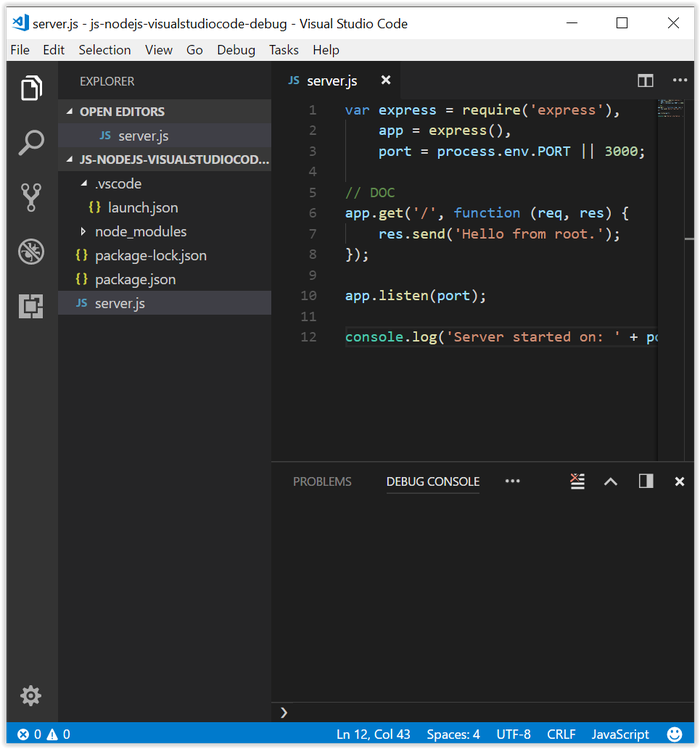 server.js - js-nodejs-visualstudiocode-debug - Visual Studio Code
File Edit Selection View Go Debug Tasks Help
EXPLORER
OPEN EDITORS
JS server.js
JS-NODEJS-VISUALSTUDIOCOD...
.vscode
{} launch.json
node_modules
{} package-lock.json
{} package.json
JS server.js
JS server.js
1 var express = require('express'),
2 app = express(),
3 port = process.env.PORT || 3000;
4
5 // DOC
6 app.get('/', function (req, res) {
7 res.send('Hello from root.');
8 });
9
10 app.listen(port);
11
12 console.log('Server started on: ' + po
PROBLEMS DEBUG CONSOLE ...
0 0 Ln 12, Col 43 Spaces: 4 UTF-8 CRLF JavaScript